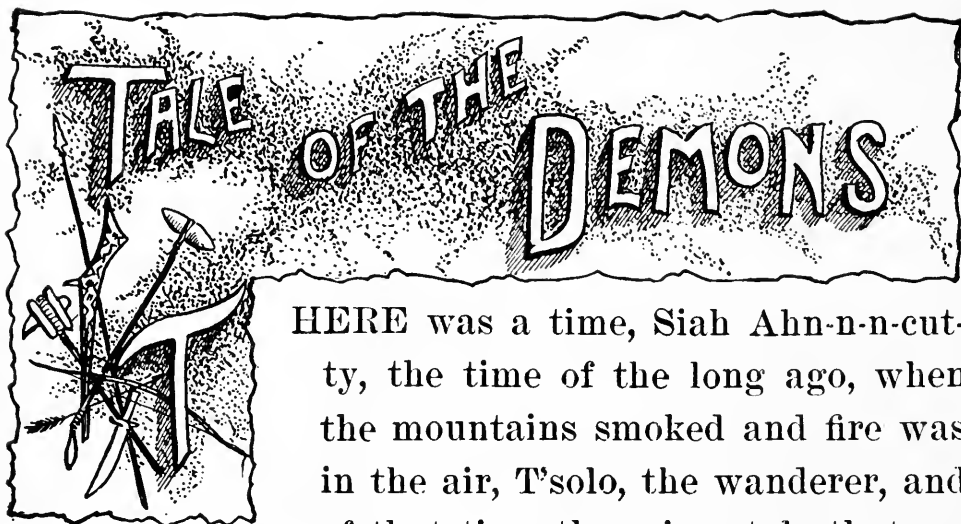 TALE OF THE DEMONS
THERE was a time, Siah Ahn-n-n-cut-
ty, the time of the long ago, when
the mountains smoked and fire was
in the air, T'solo, the wanderer, and